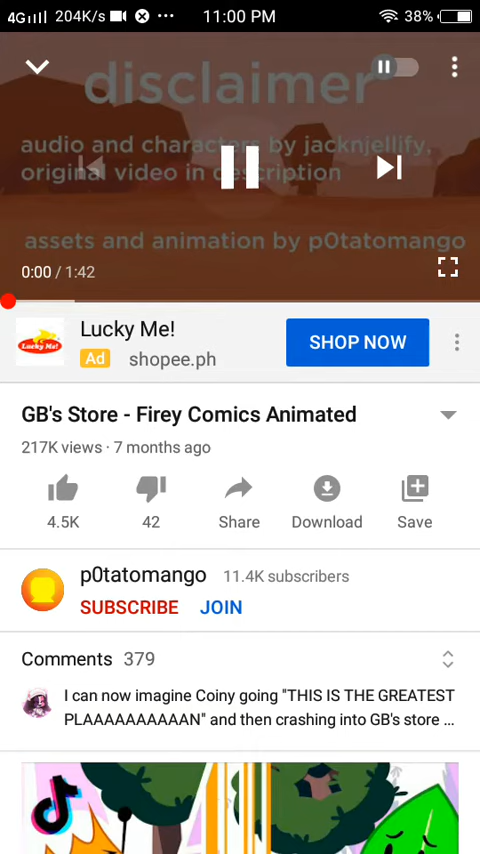 4G 204K/s 11:00 PM 38%
disclaimer
audio and characters by jacknjellify,
original video in description
assets and animation by p0tatomango
0:00 / 1:42
Lucky Me!
Lucky Me!
SHOP NOW
Ad shopee.ph
GB's Store - Firey Comics Animated
217K views · 7 months ago
4.5K 42 Share Download Save
p0tatomango 11.4K subscribers
SUBSCRIBE JOIN
Comments 379
I can now imagine Coiny going "THIS IS THE GREATEST
PLAAAAAAAAAAN" and then crashing into GB's store ...